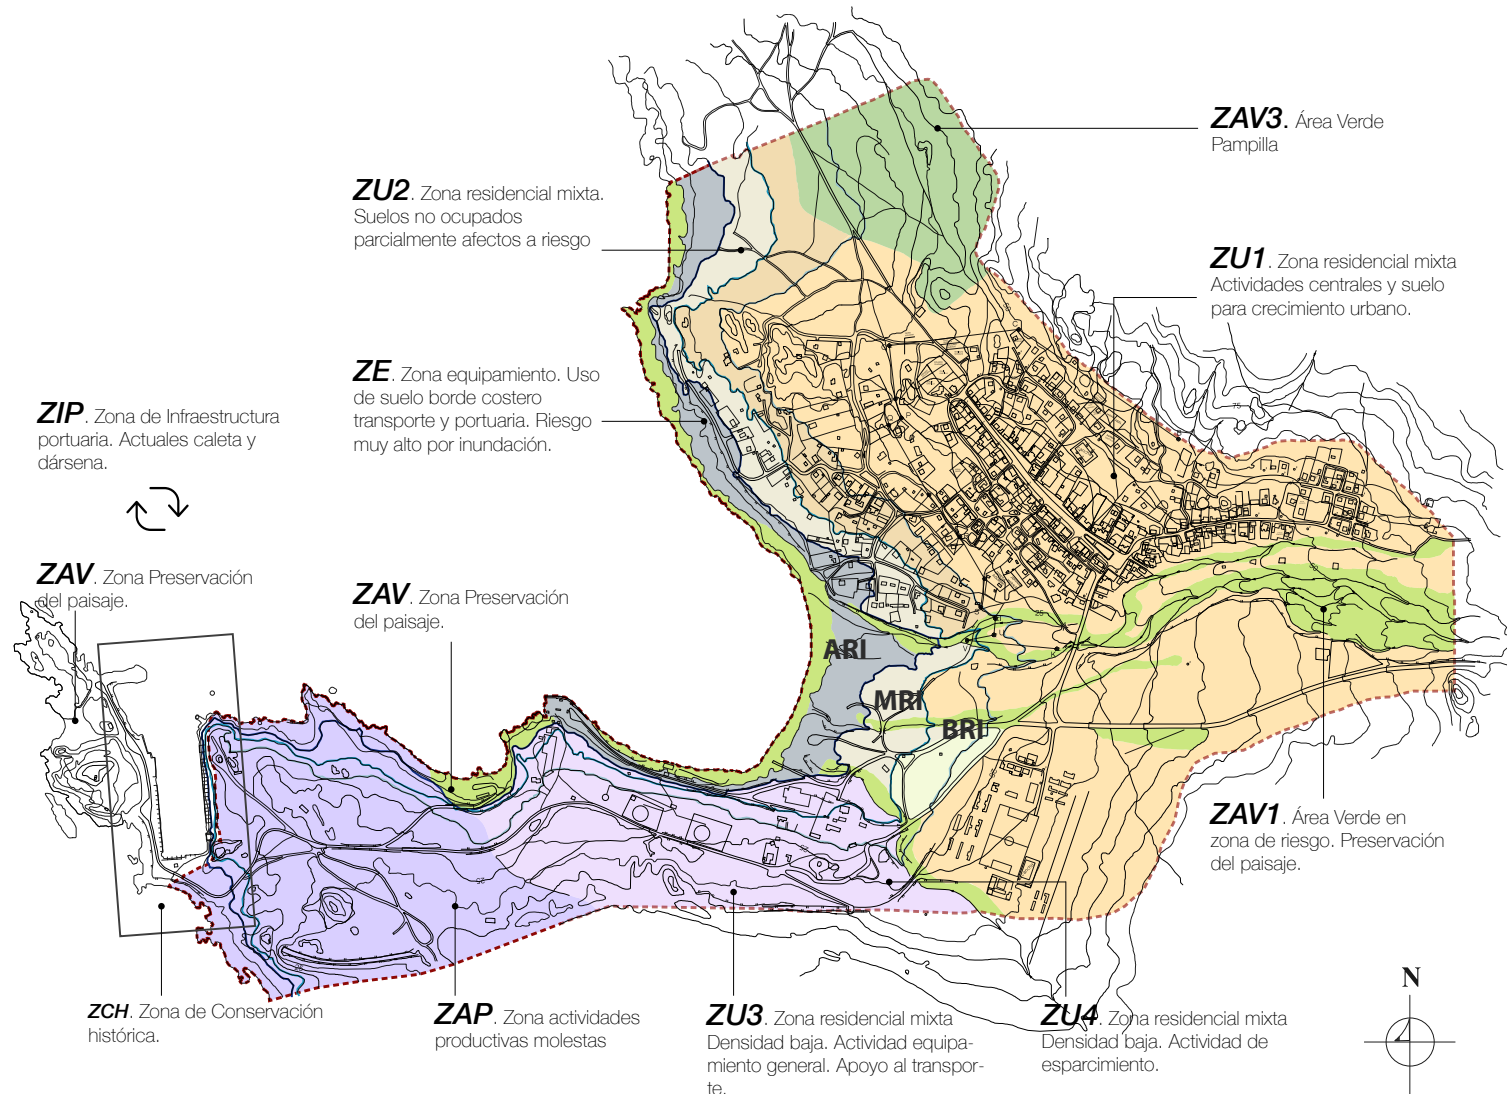 ZAV3. Área Verde
Pampilla
ZU2. Zona residencial mixta.
Suelos no ocupados
parcialmente afectos a riesgo
ZU1. Zona residencial mixta
Actividades centrales y suelo
para crecimiento urbano.
ZE. Zona equipamiento. Uso
de suelo borde costero
transporte y portuaria. Riesgo
muy alto por inundación.
ZIP. Zona de Infraestructura
portuaria. Actuales caleta y
dársena.
ZAV. Zona Preservación
del paisaje.
ZAV. Zona Preservación
del paisaje.
ARI
MRI
BRI
75
25
ZAV1. Área Verde en
zona de riesgo. Preservación
del paisaje.
ZCH. Zona de Conservación
histórica.
ZAP. Zona actividades
productivas molestas
ZU3. Zona residencial mixta
Densidad baja. Actividad equipa-
miento general. Apoyo al transpor-
te.
ZU4. Zona residencial mixta
Densidad baja. Actividad de
esparcimiento.
N